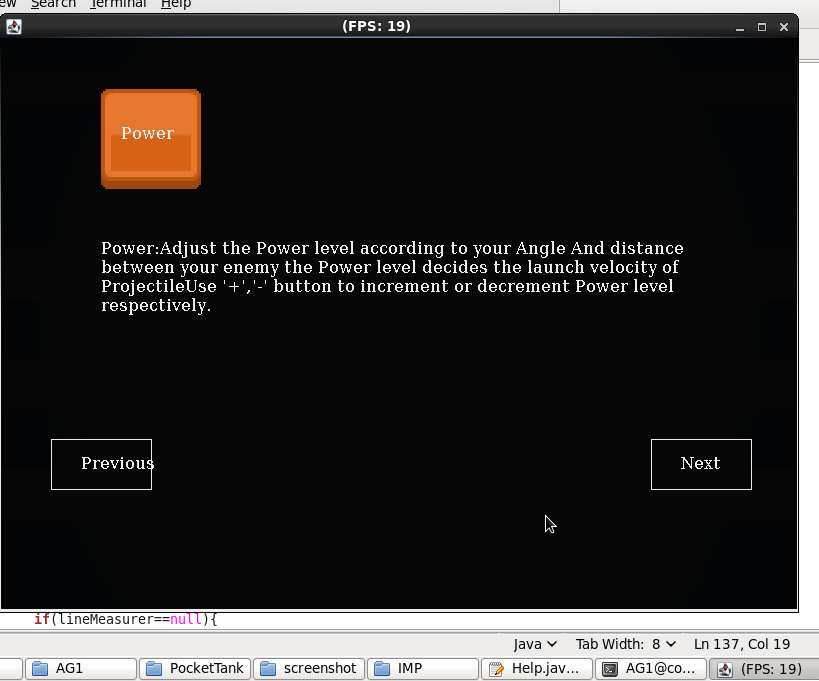 ew Search Terminal Help
(FPS: 19)
Power
Power:Adjust the Power level according to your Angle And distance
between your enemy the Power level decides the launch velocity of
ProjectileUse '+','-' button to increment or decrement Power level
respectively.
Previous Next
if(lineMeasurer==null){
Java Tab Width: 8 Ln 137, Col 19
AG1 PocketTank screenshot IMP Help.jav... AG1@co... (FPS: 19)